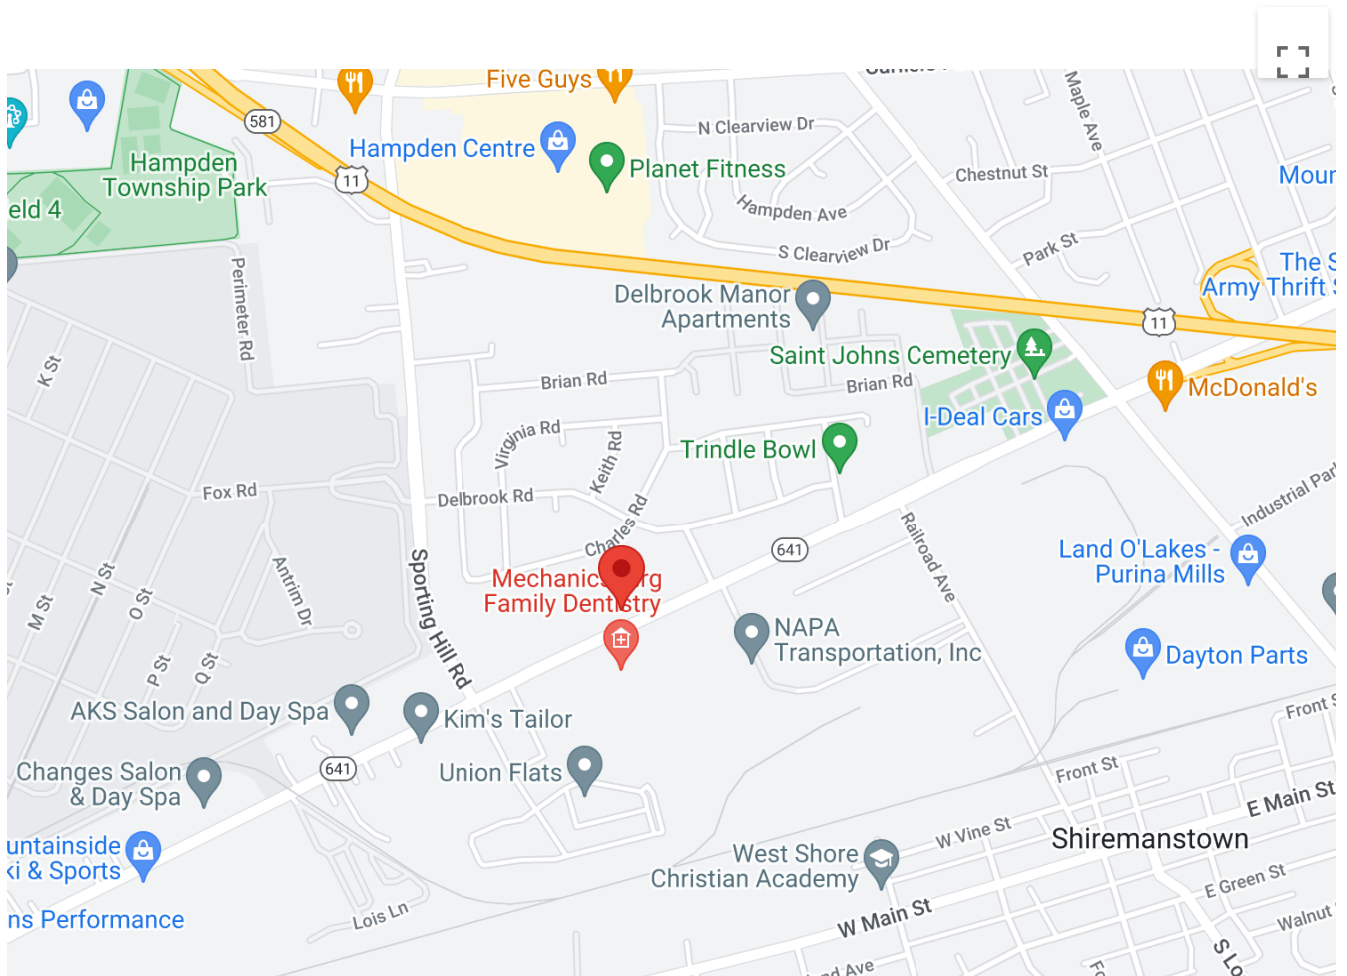 Five Guys
581
N Clearview Dr
Maple Ave
Hampden Centre
Hampden
Township Park
Planet Fitness
Chestnut St
11
Hampden Ave
eld 4
S Clearview Dr
Park St
Perimeter Rd
Delbrook Manor
Apartments
Army Thrift
11
K St
Brian Rd
Saint Johns Cemetery
Brian Rd
McDonald's
I-Deal Cars
Virginia Rd
Keith Rd
Trindle Bowl
Fox Rd
Delbrook Rd
Charles Rd
641
Railroad Ave
Industrial Par
Land O'Lakes -
Purina Mills
Sporting Hill Rd
N St
M St
O St
Antrim Dr
Family Dentistry
NAPA
Transportation, Inc
Dayton Parts
P St
Q St
AKS Salon and Day Spa
Kim's Tailor
Front
641
Changes Salon
& Day Spa
Union Flats
Front St
E Main St
W Vine St
Shiremanstown
untainside
ki & Sports
West Shore
Christian Academy
E Green St
ns Performance
Lois Ln
W Main St
Walnut
S Lo
nd Ave